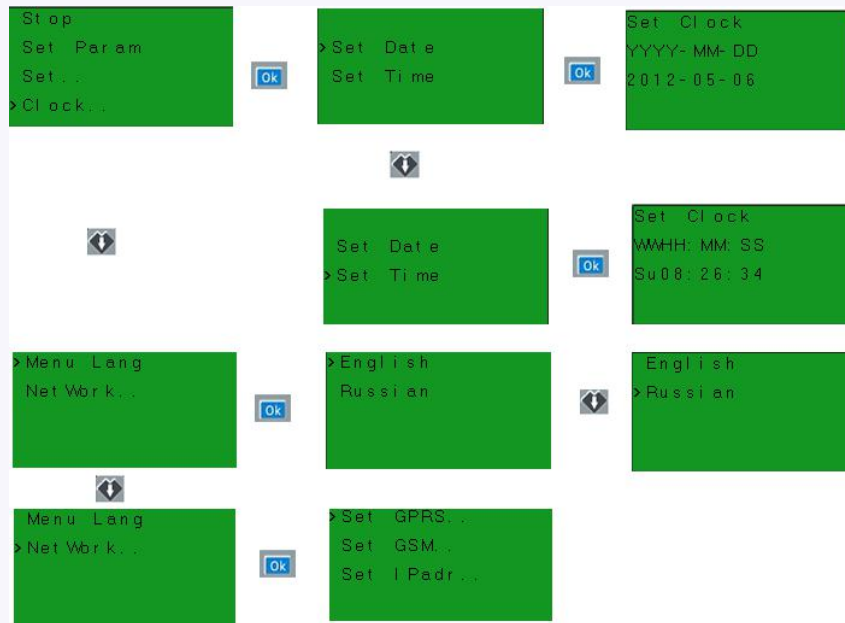 Stop
Set Param
Set..
>Clock..
Ok
>Set Date
Set Time
Ok
Set Clock
YYYY-MM-DD
2012-05-06
Set Date
>Set Time
Ok
Set Clock
WWHH:MM:SS
Su08:26:34
>Menu Lang
NetWork..
Ok
>English
Russian
English
>Russian
Menu Lang
>NetWork..
Ok
>Set GPRS..
Set GSM..
Set IPadr..